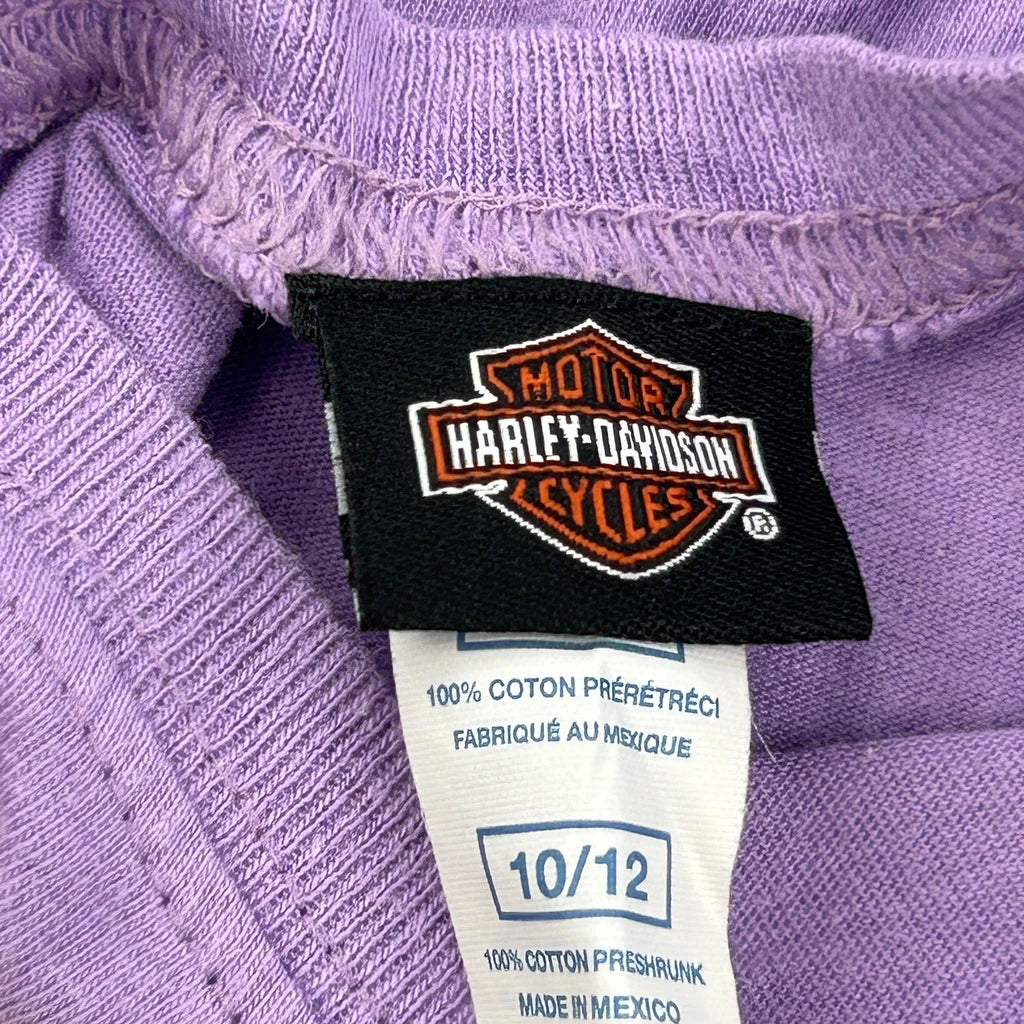 MOTOR
HARLEY-DAVIDSON
CYCLES
®
100% COTON PRÉRÉTRÉCI
FABRIQUÉ AU MEXIQUE
10/12
100% COTTON PRESHRUNK
MADE IN MEXICO